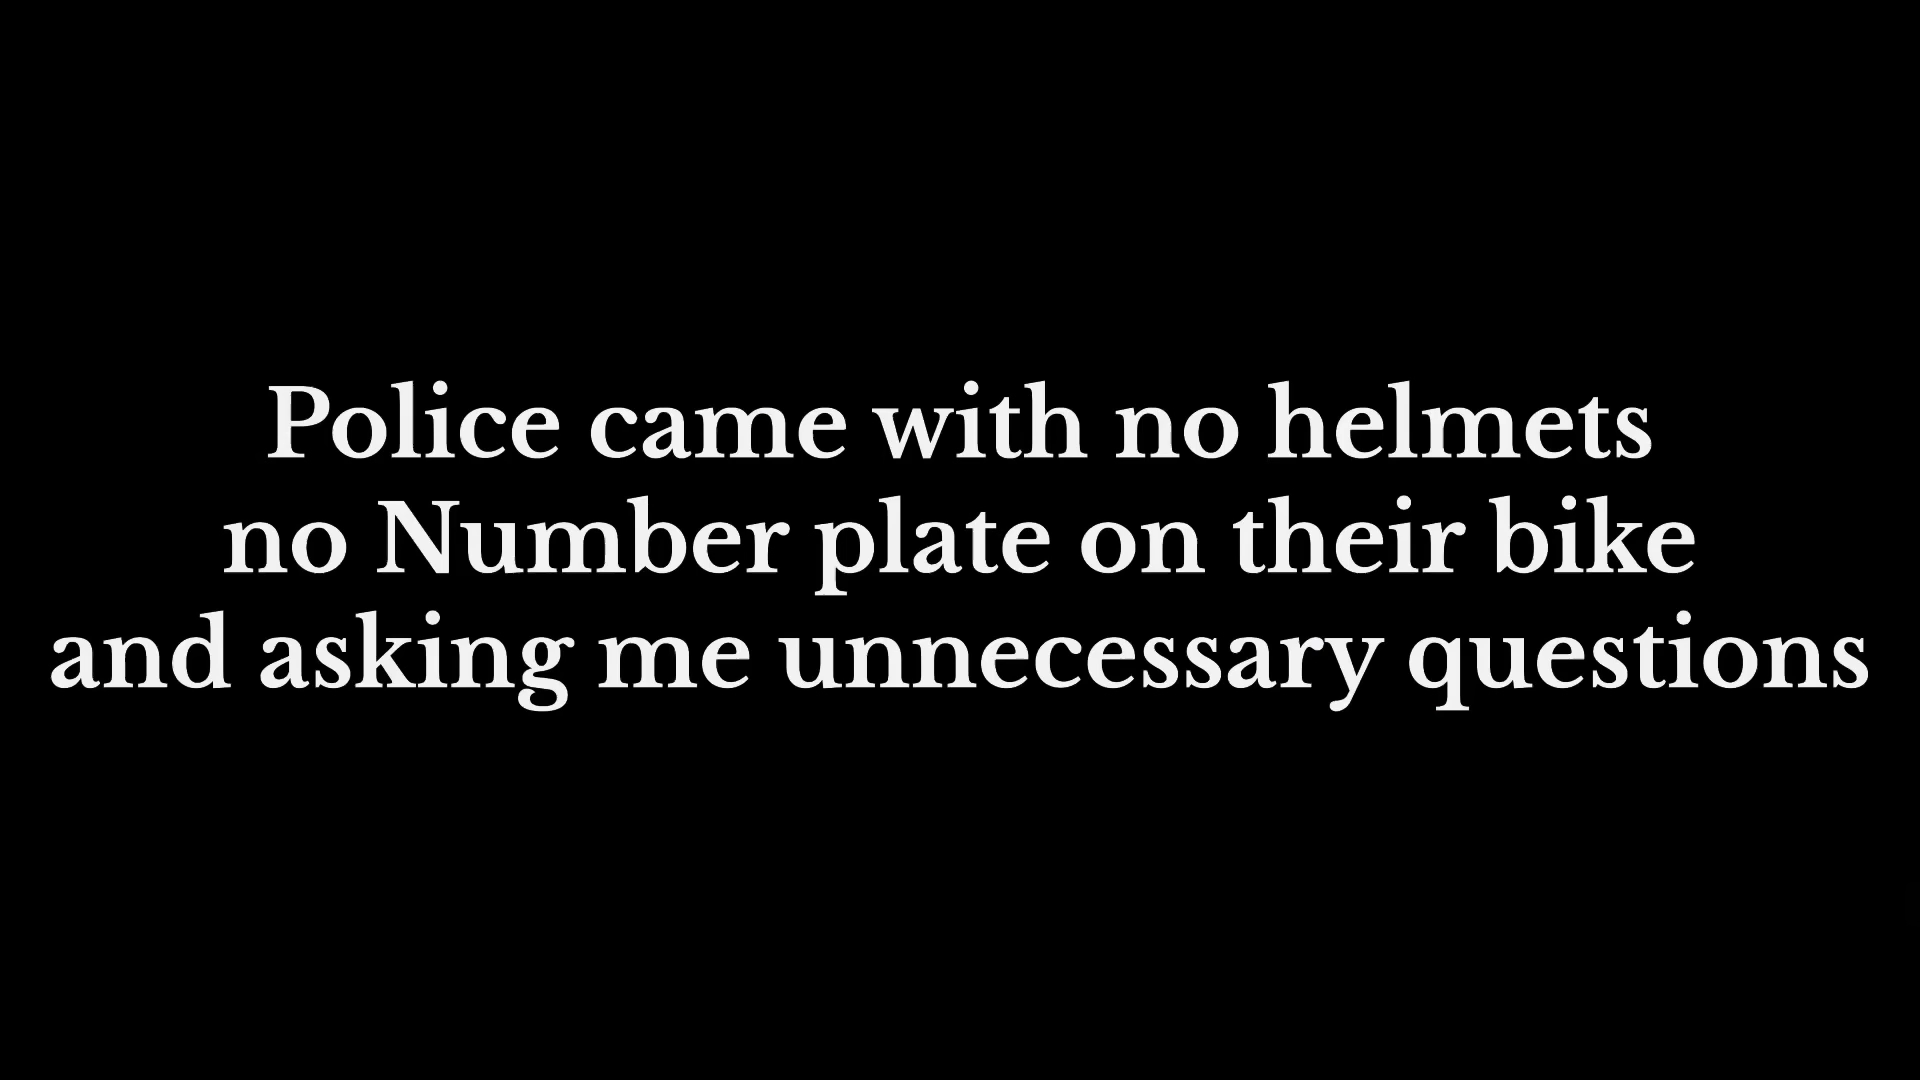 Police came with no helmets
no Number plate on their bike
and asking me unnecessary questions